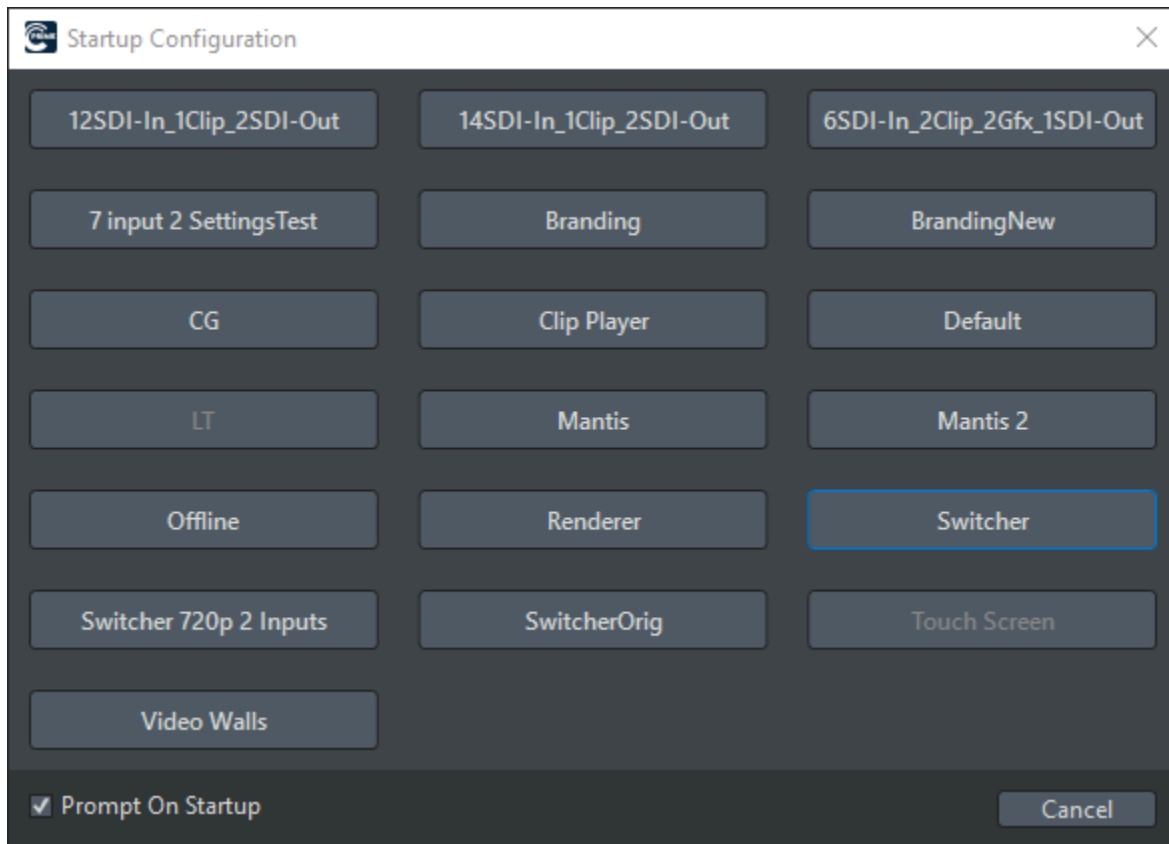 Startup Configuration
12SDI-In_1Clip_2SDI-Out
14SDI-In_1Clip_2SDI-Out
6SDI-In_2Clip_2Gfx_1SDI-Out
7 input 2 SettingsTest
Branding
BrandingNew
CG
Clip Player
Default
LT
Mantis
Mantis 2
Offline
Renderer
Switcher
Switcher 720p 2 Inputs
SwitcherOrig
Touch Screen
Video Walls
Prompt On Startup
Cancel